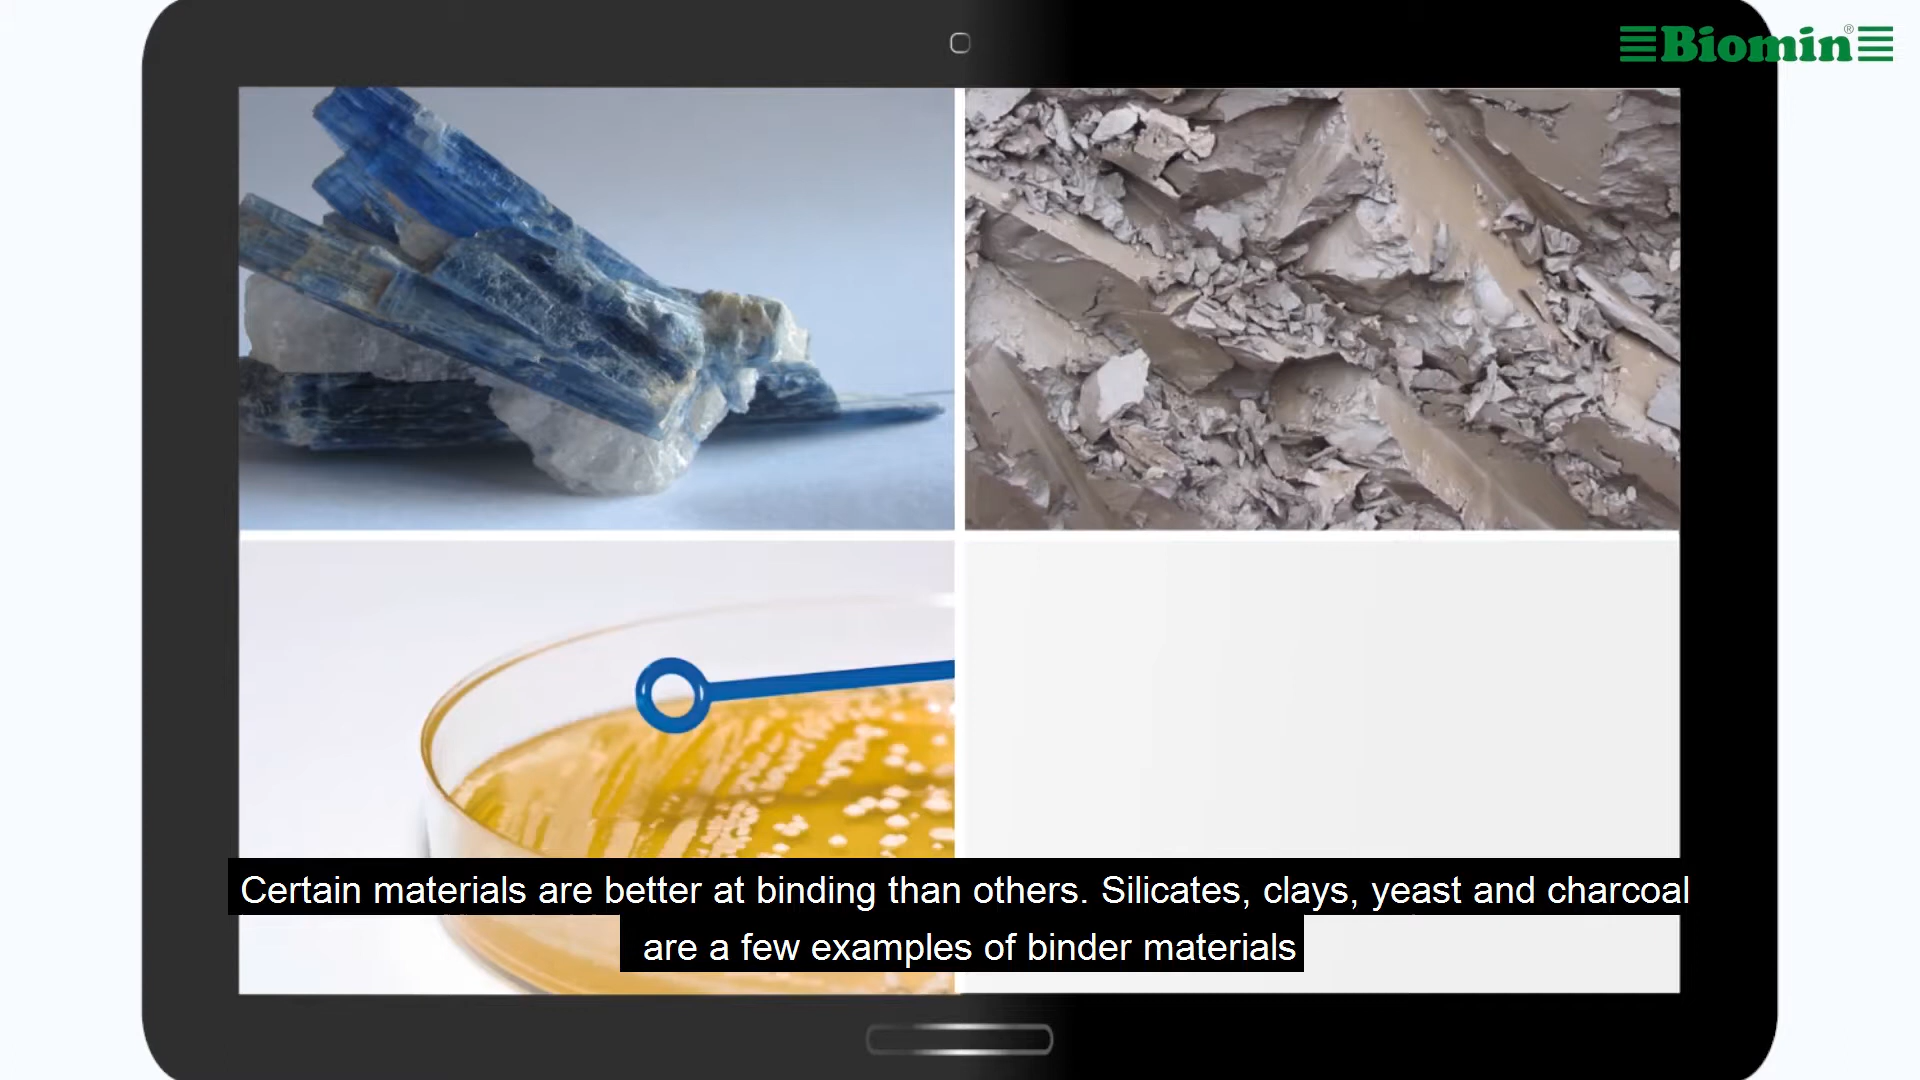 Biomin®
Certain materials are better at binding than others. Silicates, clays, yeast and charcoal
are a few examples of binder materials